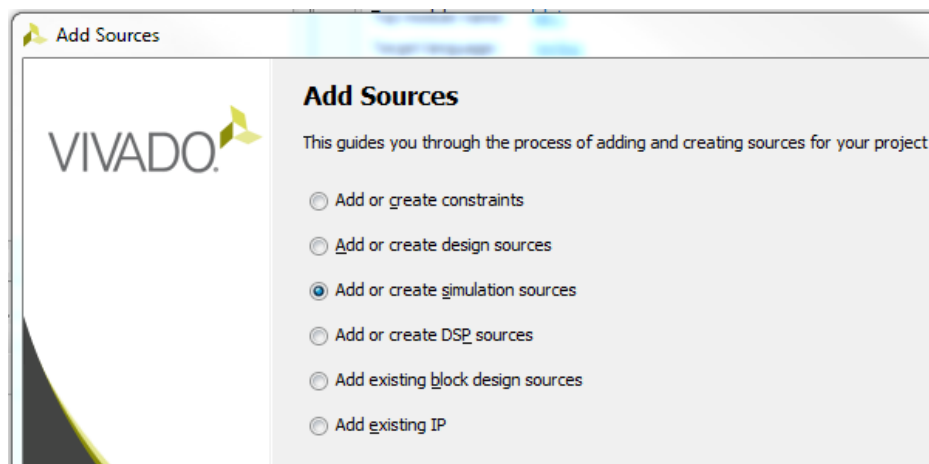 Add Sources
VIVADO.
Add Sources
This guides you through the process of adding and creating sources for your project
Add or create constraints
Add or create design sources
Add or create simulation sources
Add or create DSP sources
Add existing block design sources
Add existing IP